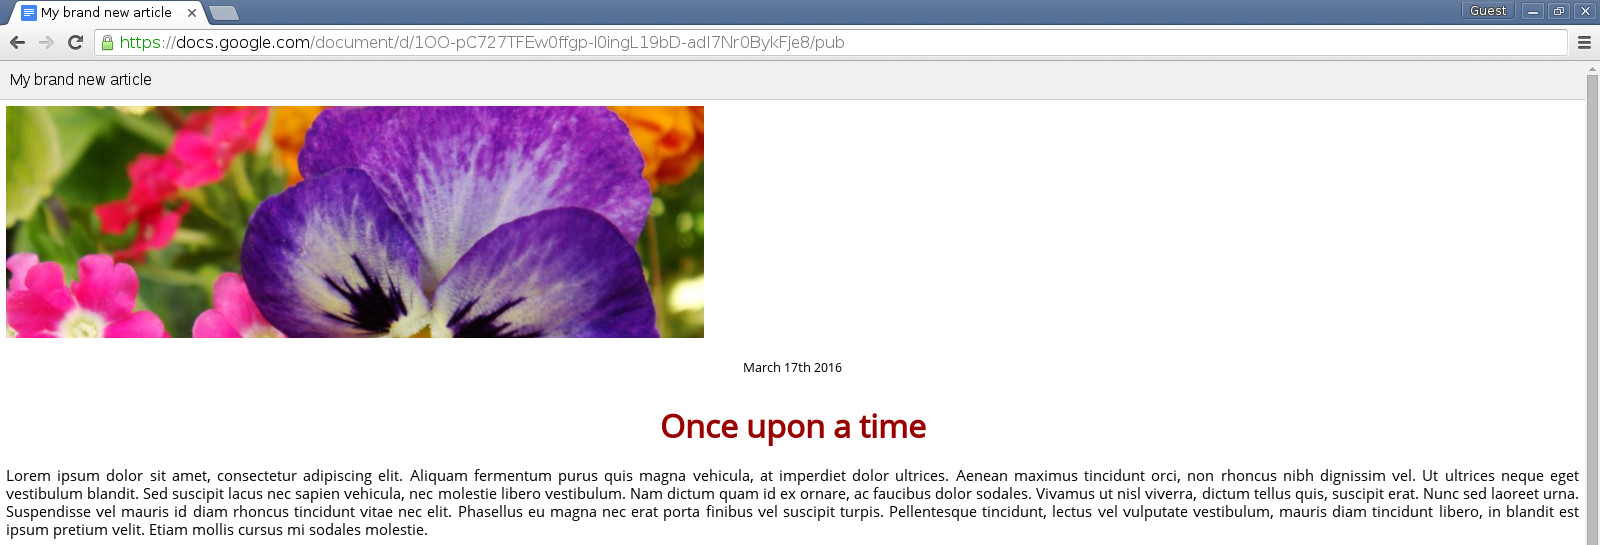 My brand new article
Guest
https://docs.google.com/document/d/1OO-pC727TFEw0ffgp-l0ingL19bD-adI7Nr0BykFje8/pub
My brand new article
March 17th 2016
Once upon a time
Lorem ipsum dolor sit amet, consectetur adipiscing elit. Aliquam fermentum purus quis magna vehicula, at imperdiet dolor ultrices. Aenean maximus tincidunt orci, non rhoncus nibh dignissim vel. Ut ultrices neque eget
vestibulum blandit. Sed suscipit lacus nec sapien vehicula, nec molestie libero vestibulum. Nam dictum quam id ex ornare, ac faucibus dolor sodales. Vivamus ut nisl viverra, dictum tellus quis, suscipit erat. Nunc sed laoreet urna.
Suspendisse vel mauris id diam rhoncus tincidunt vitae nec elit. Phasellus eu magna nec erat porta finibus vel suscipit turpis. Pellentesque tincidunt, lectus vel vulputate vestibulum, mauris diam tincidunt libero, in blandit est
ipsum pretium velit. Etiam mollis cursus mi sodales molestie.